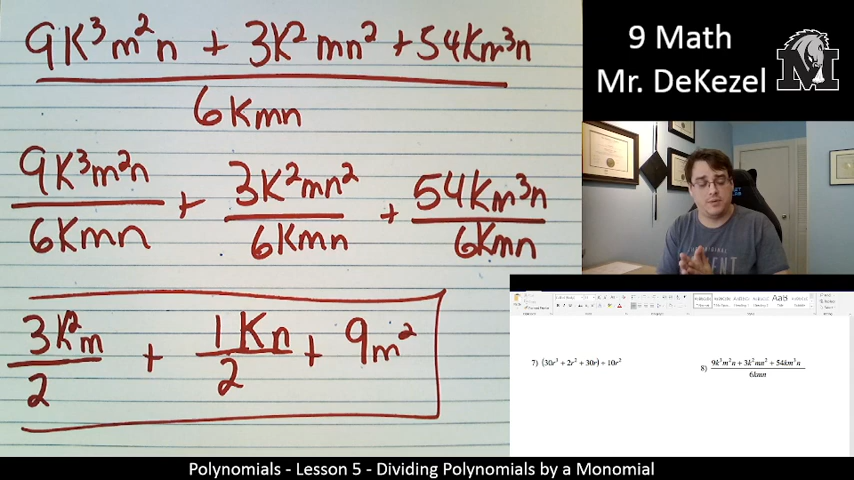 9K³m²n + 3K²mn² + 54Km³n
6Kmn
9K³m²n + 3K²mn² + 54Km³n
6Kmn 6Kmn 6Kmn
3K²m + 1Kn + 9m²
2 2
9 Math
Mr. DeKezel
M
7) (30r³ + 2r² + 30r) ÷ 10r²
8) 9k³m²n + 3k²mn² + 54km³n
6kmn
Polynomials - Lesson 5 - Dividing Polynomials by a Monomial